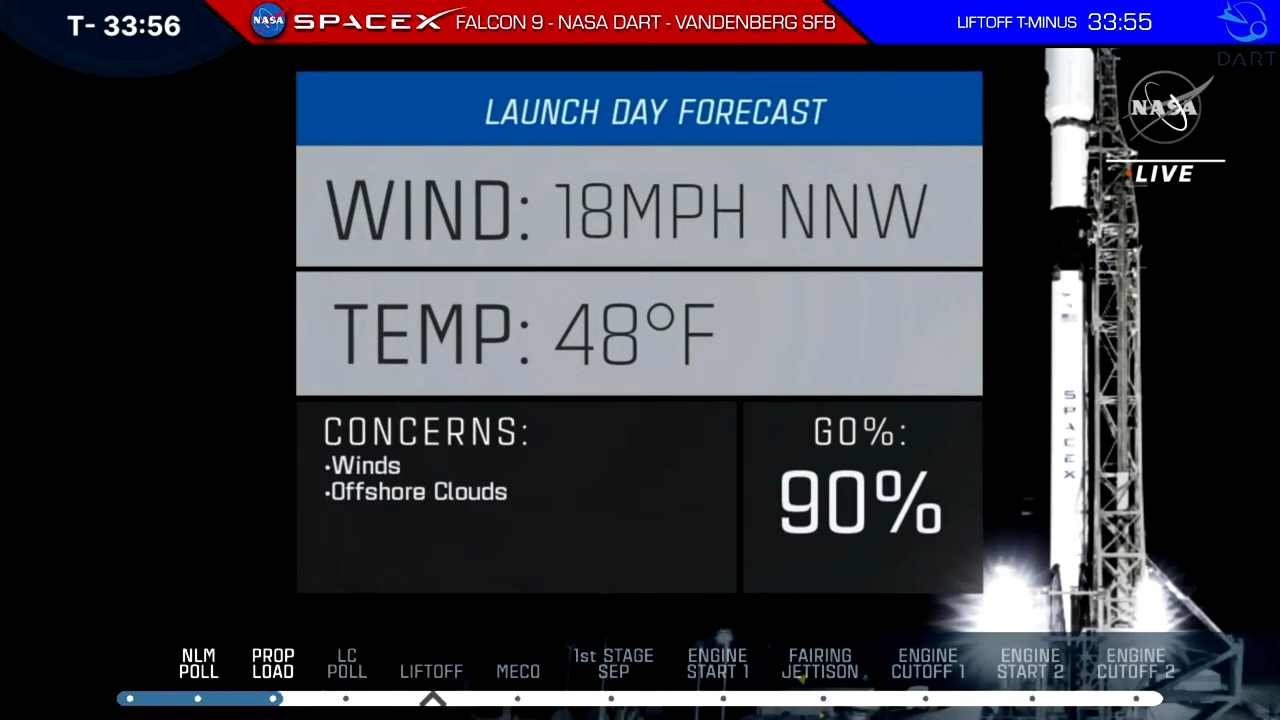 T- 33:56
NASA
SPACEX
FALCON 9 - NASA DART - VANDENBERG SFB
LIFTOFF T-MINUS 33:55
DART
NASA
LIVE
LAUNCH DAY FORECAST
WIND: 18MPH NNW
TEMP: 48°F
CONCERNS:
•Winds
•Offshore Clouds
GO%:
90%
SPACEX
NLM
POLL
PROP
LOAD
LC
POLL
LIFTOFF
MECO
1st STAGE
SEP
ENGINE
START 1
FAIRING
JETTISON
ENGINE
CUTOFF 1
ENGINE
START 2
ENGINE
CUTOFF 2